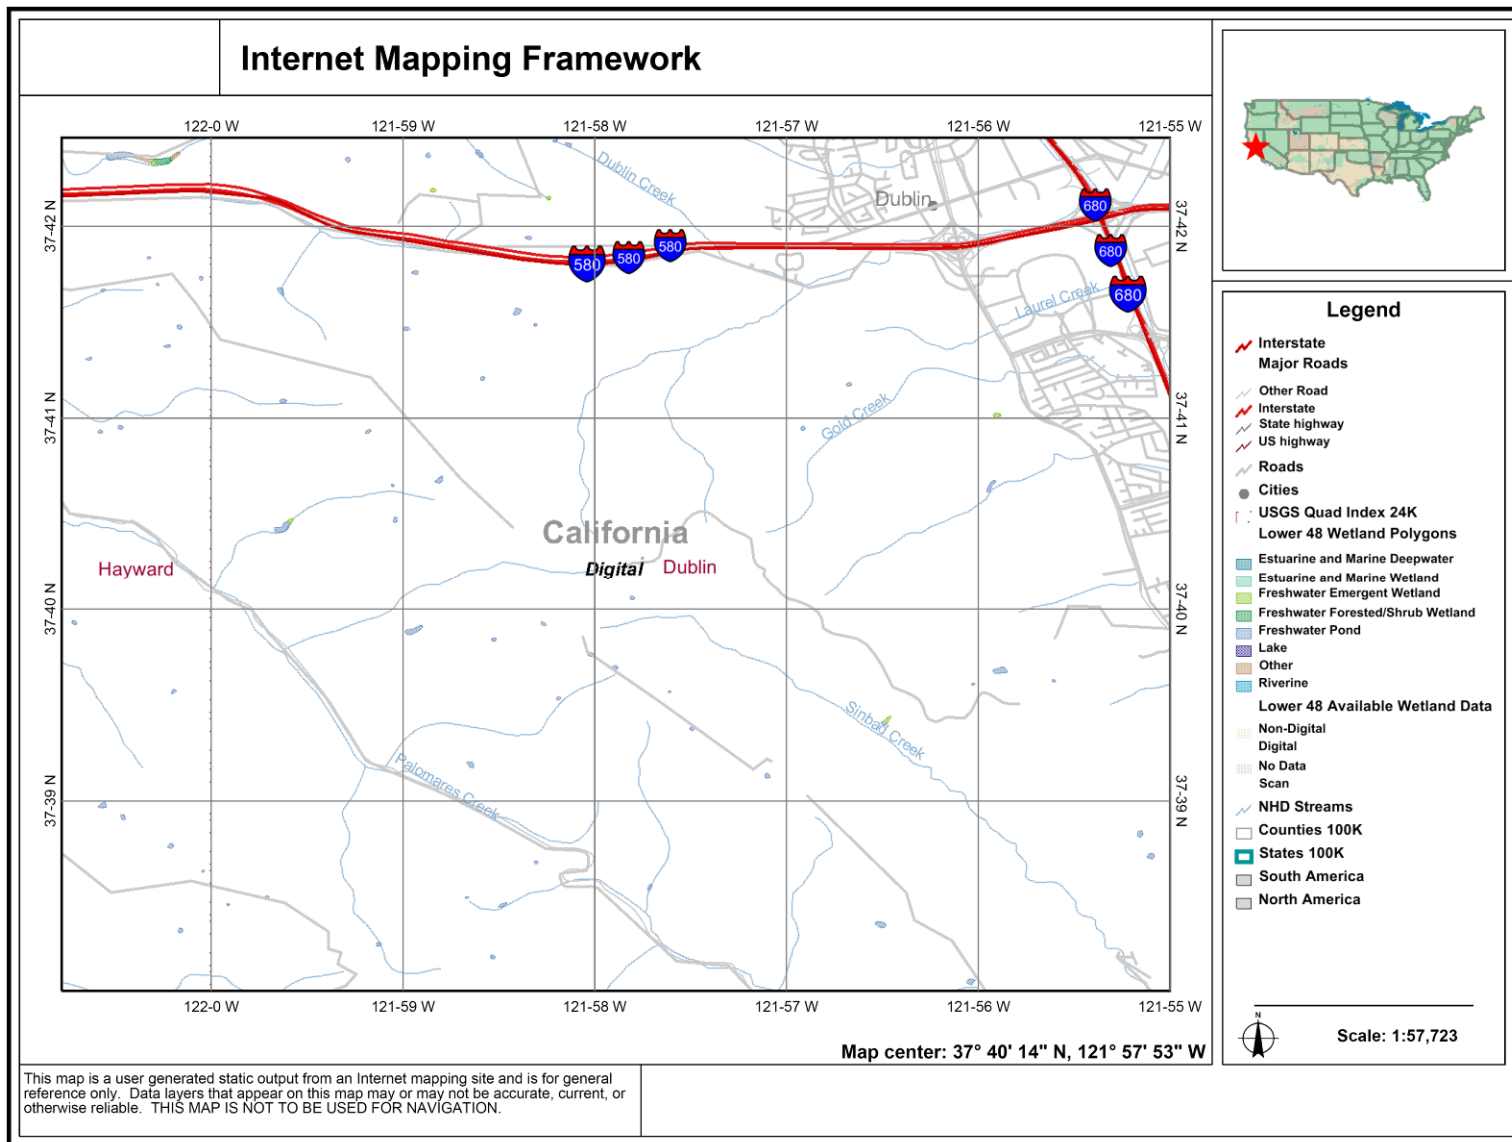 Internet Mapping Framework
122-0 W
121-59 W
121-58 W
121-57 W
121-56 W
121-55 W
37-42 N
37-42 N
Dublin Creek
Dublin
680
680
680
580
580
580
Laurel Creek
37-41 N
37-41 N
Gold Creek
California
Hayward
Digital
Dublin
37-40 N
37-40 N
Sinbad Creek
Palomares Creek
37-39 N
37-39 N
122-0 W
121-59 W
121-58 W
121-57 W
121-56 W
121-55 W
Map center: 37° 40' 14" N, 121° 57' 53" W
This map is a user generated static output from an Internet mapping site and is for general
reference only. Data layers that appear on this map may or may not be accurate, current, or
otherwise reliable. THIS MAP IS NOT TO BE USED FOR NAVIGATION.
Legend
Interstate
Major Roads
Other Road
Interstate
State highway
US highway
Roads
Cities
USGS Quad Index 24K
Lower 48 Wetland Polygons
Estuarine and Marine Deepwater
Estuarine and Marine Wetland
Freshwater Emergent Wetland
Freshwater Forested/Shrub Wetland
Freshwater Pond
Lake
Other
Riverine
Lower 48 Available Wetland Data
Non-Digital
Digital
No Data
Scan
NHD Streams
Counties 100K
States 100K
South America
North America
N
Scale: 1:57,723